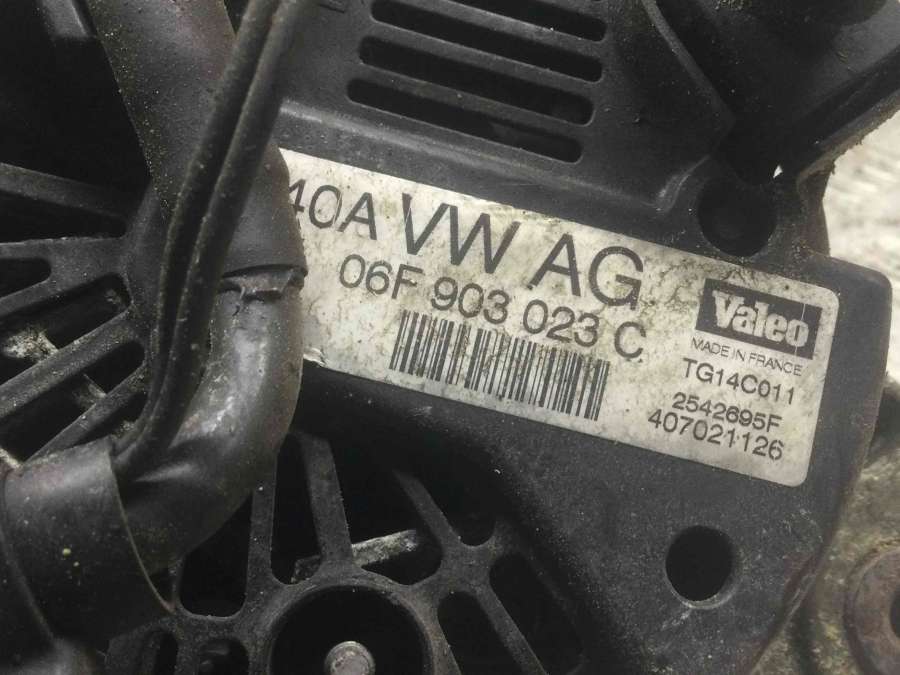 40A VW AG
06F 903 023 C
Valeo
MADE IN FRANCE
TG14C011
2542695F
407021126